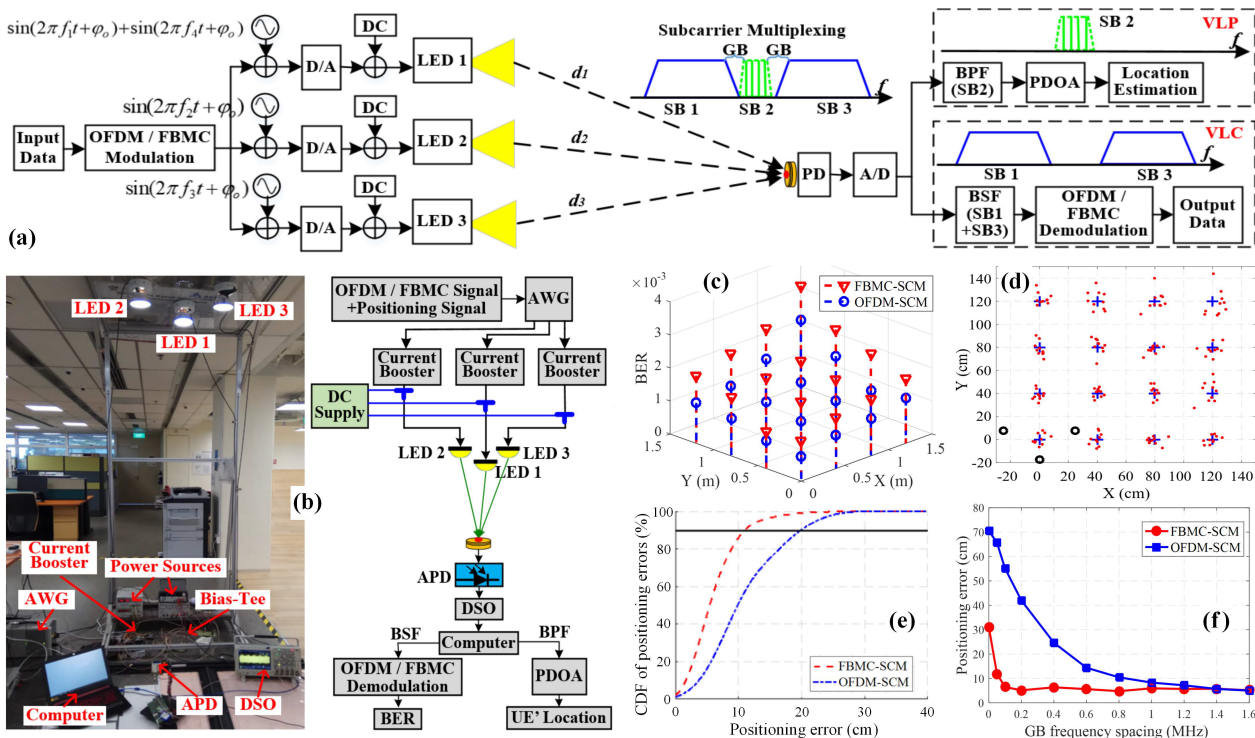 sin(2πf₁t+φₒ)+sin(2πf₄t+φₒ)
DC
D/A
LED 1
d₁
sin(2πf₂t+φₒ)
DC
Input Data
OFDM / FBMC Modulation
D/A
LED 2
d₂
sin(2πf₃t+φₒ)
DC
D/A
LED 3
d₃
(a)
Subcarrier Multiplexing
GB
GB
f
SB 1
SB 2
SB 3
PD
A/D
VLP
SB 2
f
BPF (SB2)
PDOA
Location Estimation
VLC
f
SB 1
SB 3
BSF (SB1 +SB3)
OFDM / FBMC Demodulation
Output Data
LED 2
LED 3
LED 1
Current Booster
Power Sources
AWG
Bias-Tee
Computer
APD
DSO
(b)
OFDM / FBMC Signal +Positioning Signal
AWG
Current Booster
Current Booster
Current Booster
DC Supply
LED 2
LED 3
LED 1
APD
DSO
BSF
Computer
BPF
OFDM / FBMC Demodulation
PDOA
BER
UE' Location
(c)
×10⁻³
FBMC-SCM
OFDM-SCM
4
3
2
1
0
BER
1.5
1
0.5
0
Y (m)
0
0.5
1
1.5
X (m)
(d)
140
120
100
80
60
40
20
0
-20
Y (cm)
-20
0
20
40
60
80
100
120
140
X (cm)
100
80
60
40
20
0
CDF of positioning errors (%)
(e)
FBMC-SCM
OFDM-SCM
0
10
20
30
40
Positioning error (cm)
80
70
60
50
40
30
20
10
0
Positioning error (cm)
FBMC-SCM
OFDM-SCM
(f)
0
0.2
0.4
0.6
0.8
1
1.2
1.4
1.6
GB frequency spacing (MHz)